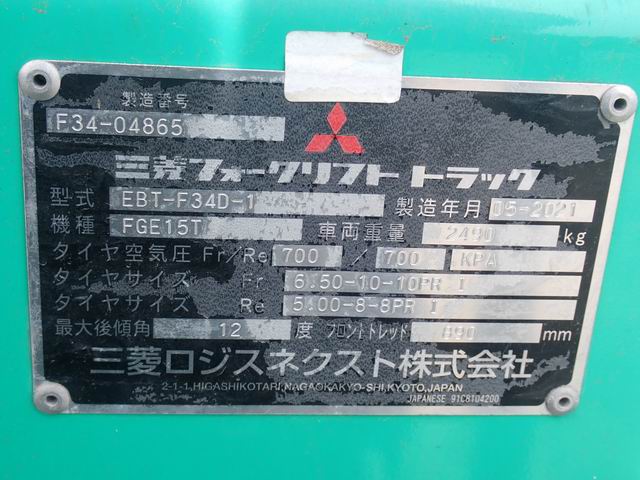 製造番号
F34-04865
三菱フォークリフト トラック
型式 EBT-F34D-1 製造年月 05-2021
機種 FGE15T 車両重量 2490 kg
タイヤ空気圧 Fr/Re 700 / 700 KPA
タイヤサイズ Fr 6.50-10-10PR I
タイヤサイズ Re 5.00-8-8PR I
最大後傾角 12 度 フロントトレッド 890 mm
三菱ロジスネクスト株式会社
2-1-1,HIGASHIKOTARI,NAGAOKAKYO-SHI,KYOTO,JAPAN
JAPANESE 91C8104200